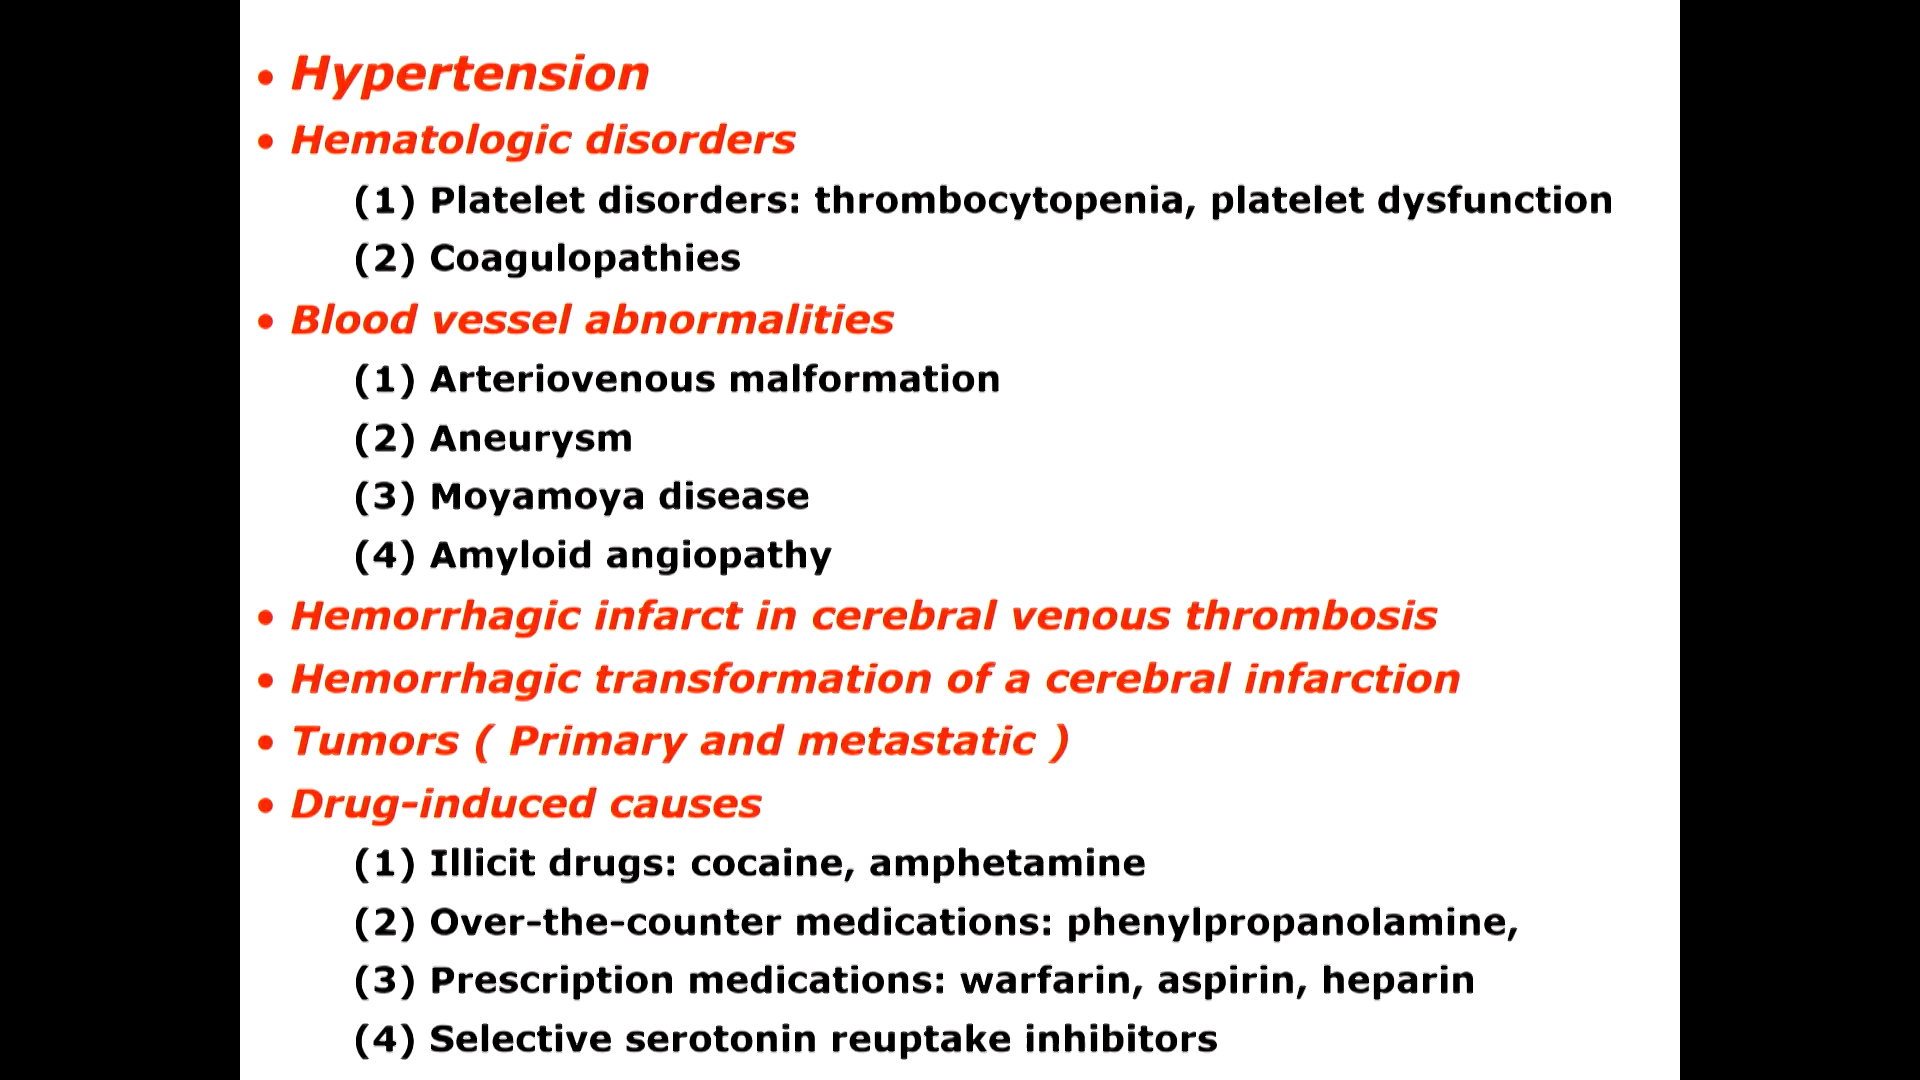 • Hypertension
• Hematologic disorders
(1) Platelet disorders: thrombocytopenia, platelet dysfunction
(2) Coagulopathies
• Blood vessel abnormalities
(1) Arteriovenous malformation
(2) Aneurysm
(3) Moyamoya disease
(4) Amyloid angiopathy
• Hemorrhagic infarct in cerebral venous thrombosis
• Hemorrhagic transformation of a cerebral infarction
• Tumors ( Primary and metastatic )
• Drug-induced causes
(1) Illicit drugs: cocaine, amphetamine
(2) Over-the-counter medications: phenylpropanolamine,
(3) Prescription medications: warfarin, aspirin, heparin
(4) Selective serotonin reuptake inhibitors